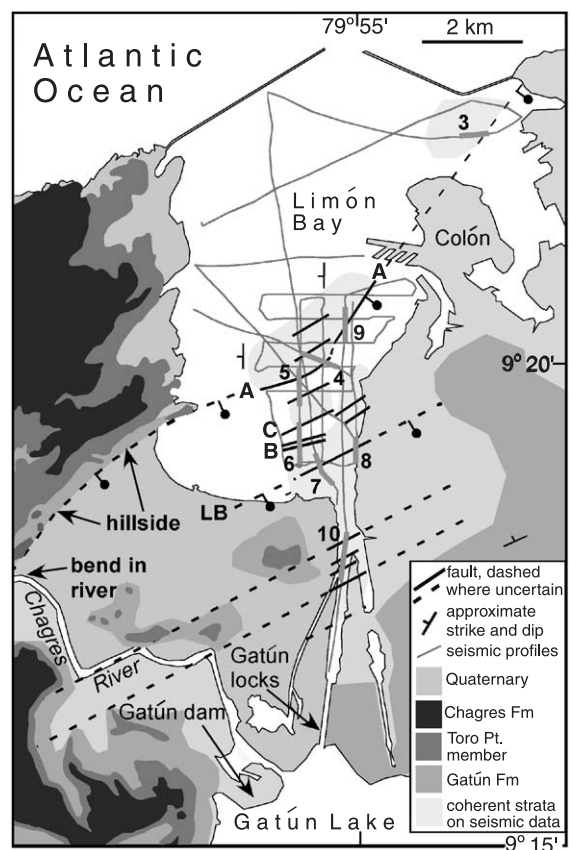 79° 55'
2 km
Atlantic
Ocean
3
Limón
Bay
Colón
A
9
9° 20'
5
4
A
C
B
6
8
7
LB
hillside
10
bend in
river
Chagres
River
Gatún
locks
Gatún dam
Gatún Lake
fault, dashed
where uncertain
approximate
strike and dip
seismic profiles
Quaternary
Chagres Fm
Toro Pt.
member
Gatún Fm
coherent strata
on seismic data
9° 15'